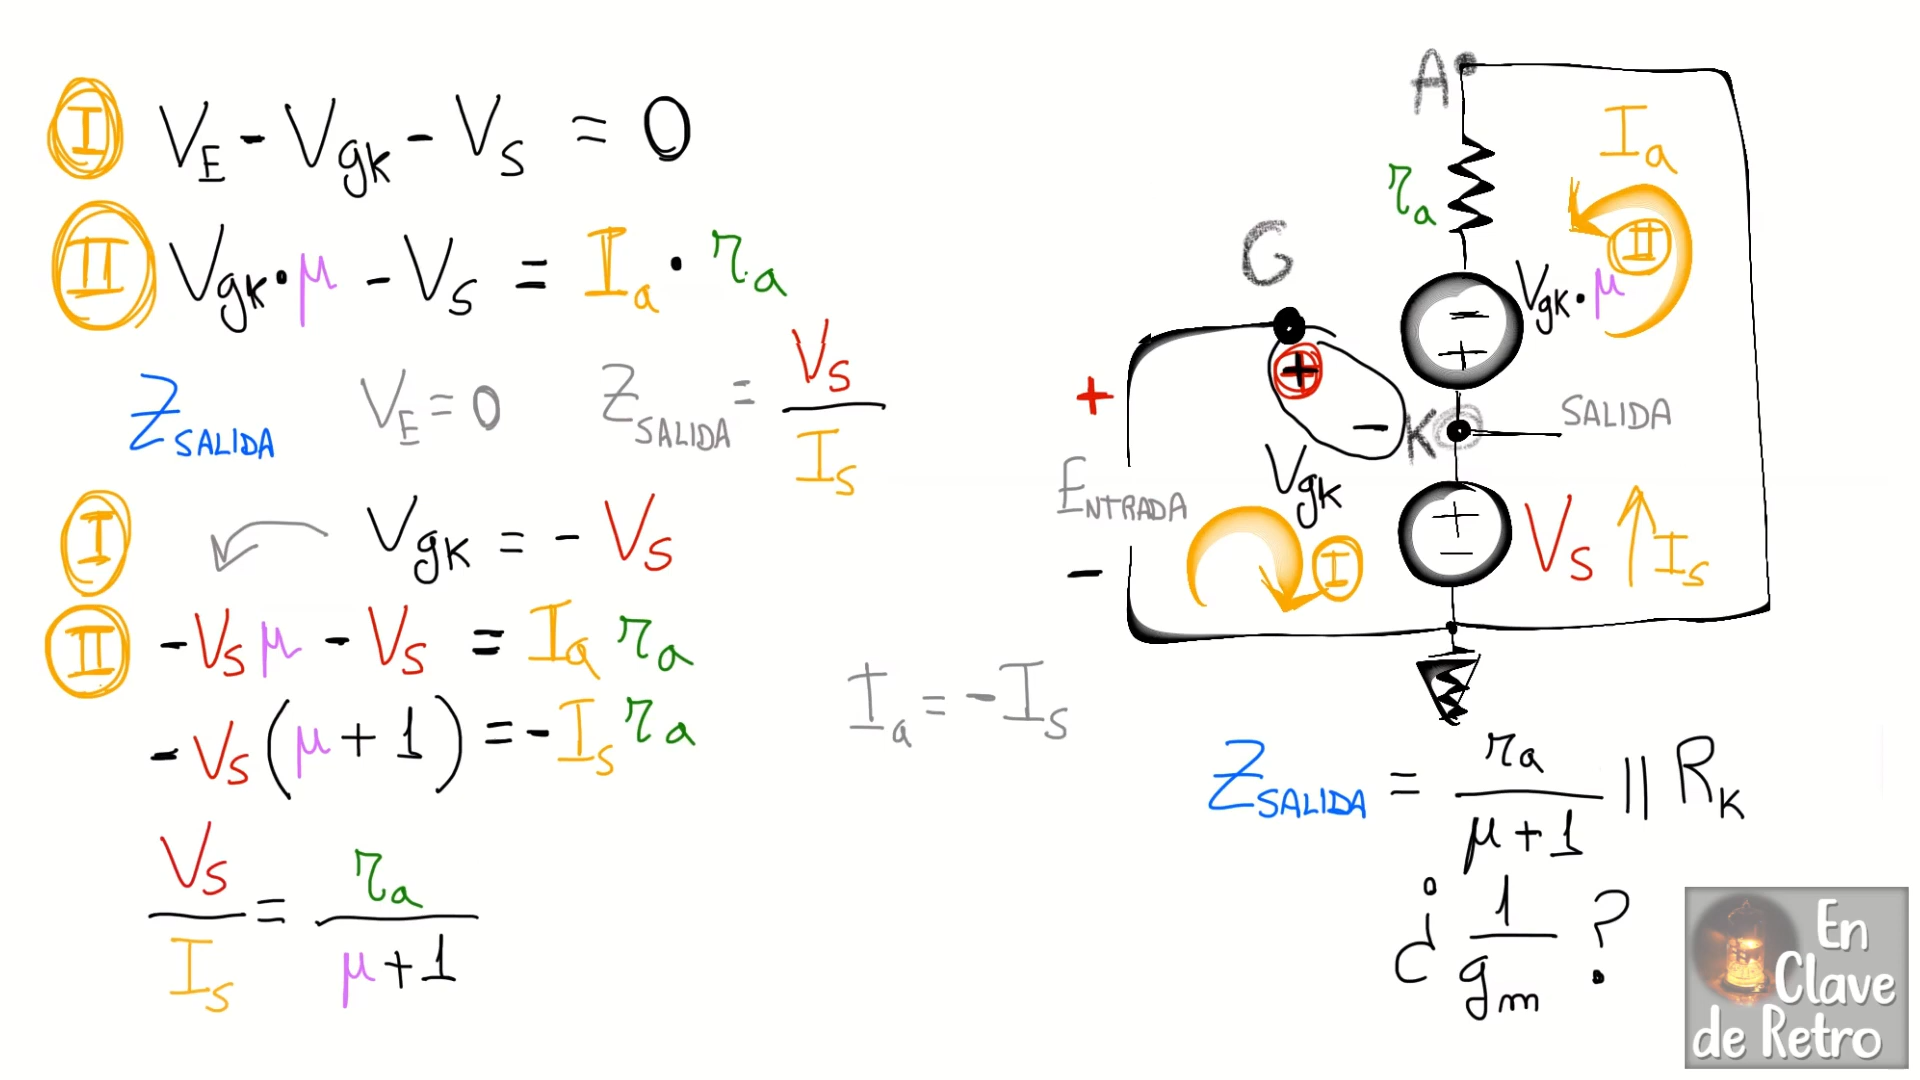 I V_E - V_gk - V_S = 0
II V_gk · μ - V_S = I_a · r_a
Z_SALIDA V_E = 0 Z_SALIDA = V_S / I_S
I V_gk = - V_S
II - V_S μ - V_S = I_a r_a
- V_S (μ + 1) = - I_S r_a
I_a = - I_S
V_S / I_S = r_a / μ + 1
A
I_a
r_a
II
G
V_gk · μ
-
+
+
+
-
K
SALIDA
V_gk
ENTRADA
+
-
V_S
I_S
I
-
Z_SALIDA = r_a / μ + 1 || R_K
¿ 1 / g_m ?
En
Clave
de Retro